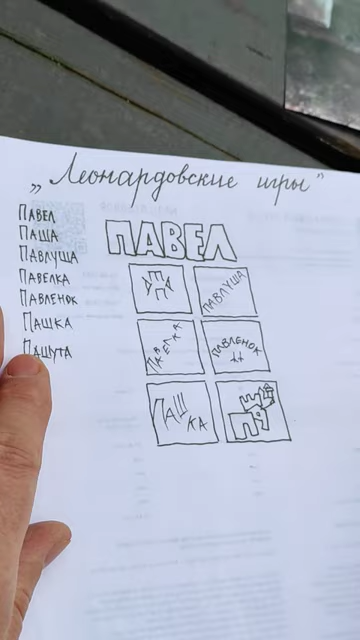 „Леонардовские игры"
ПАВЕЛ
ПАША
ПАВЛУША
ПАВЕЛКА
ПАВЛЕНОК
ПАШКА
ПАШУТА
ПАВЕЛ
ПАВЛУША
ПАВЕЛКА
ПАВЛЕНОК
ПАШКА